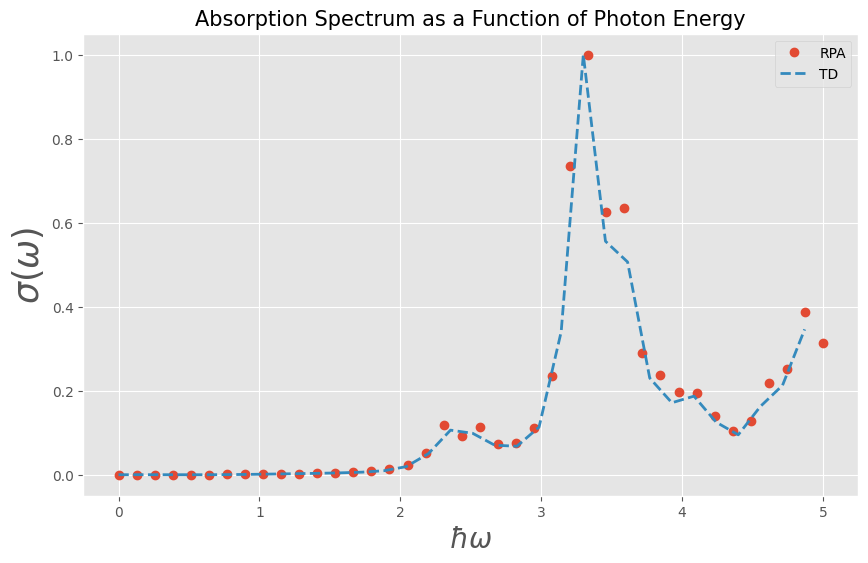 Absorption Spectrum as a Function of Photon Energy
RPA
TD
σ(ω)
1.0
0.8
0.6
0.4
0.2
0.0
0 1 2 3 4 5
ħω